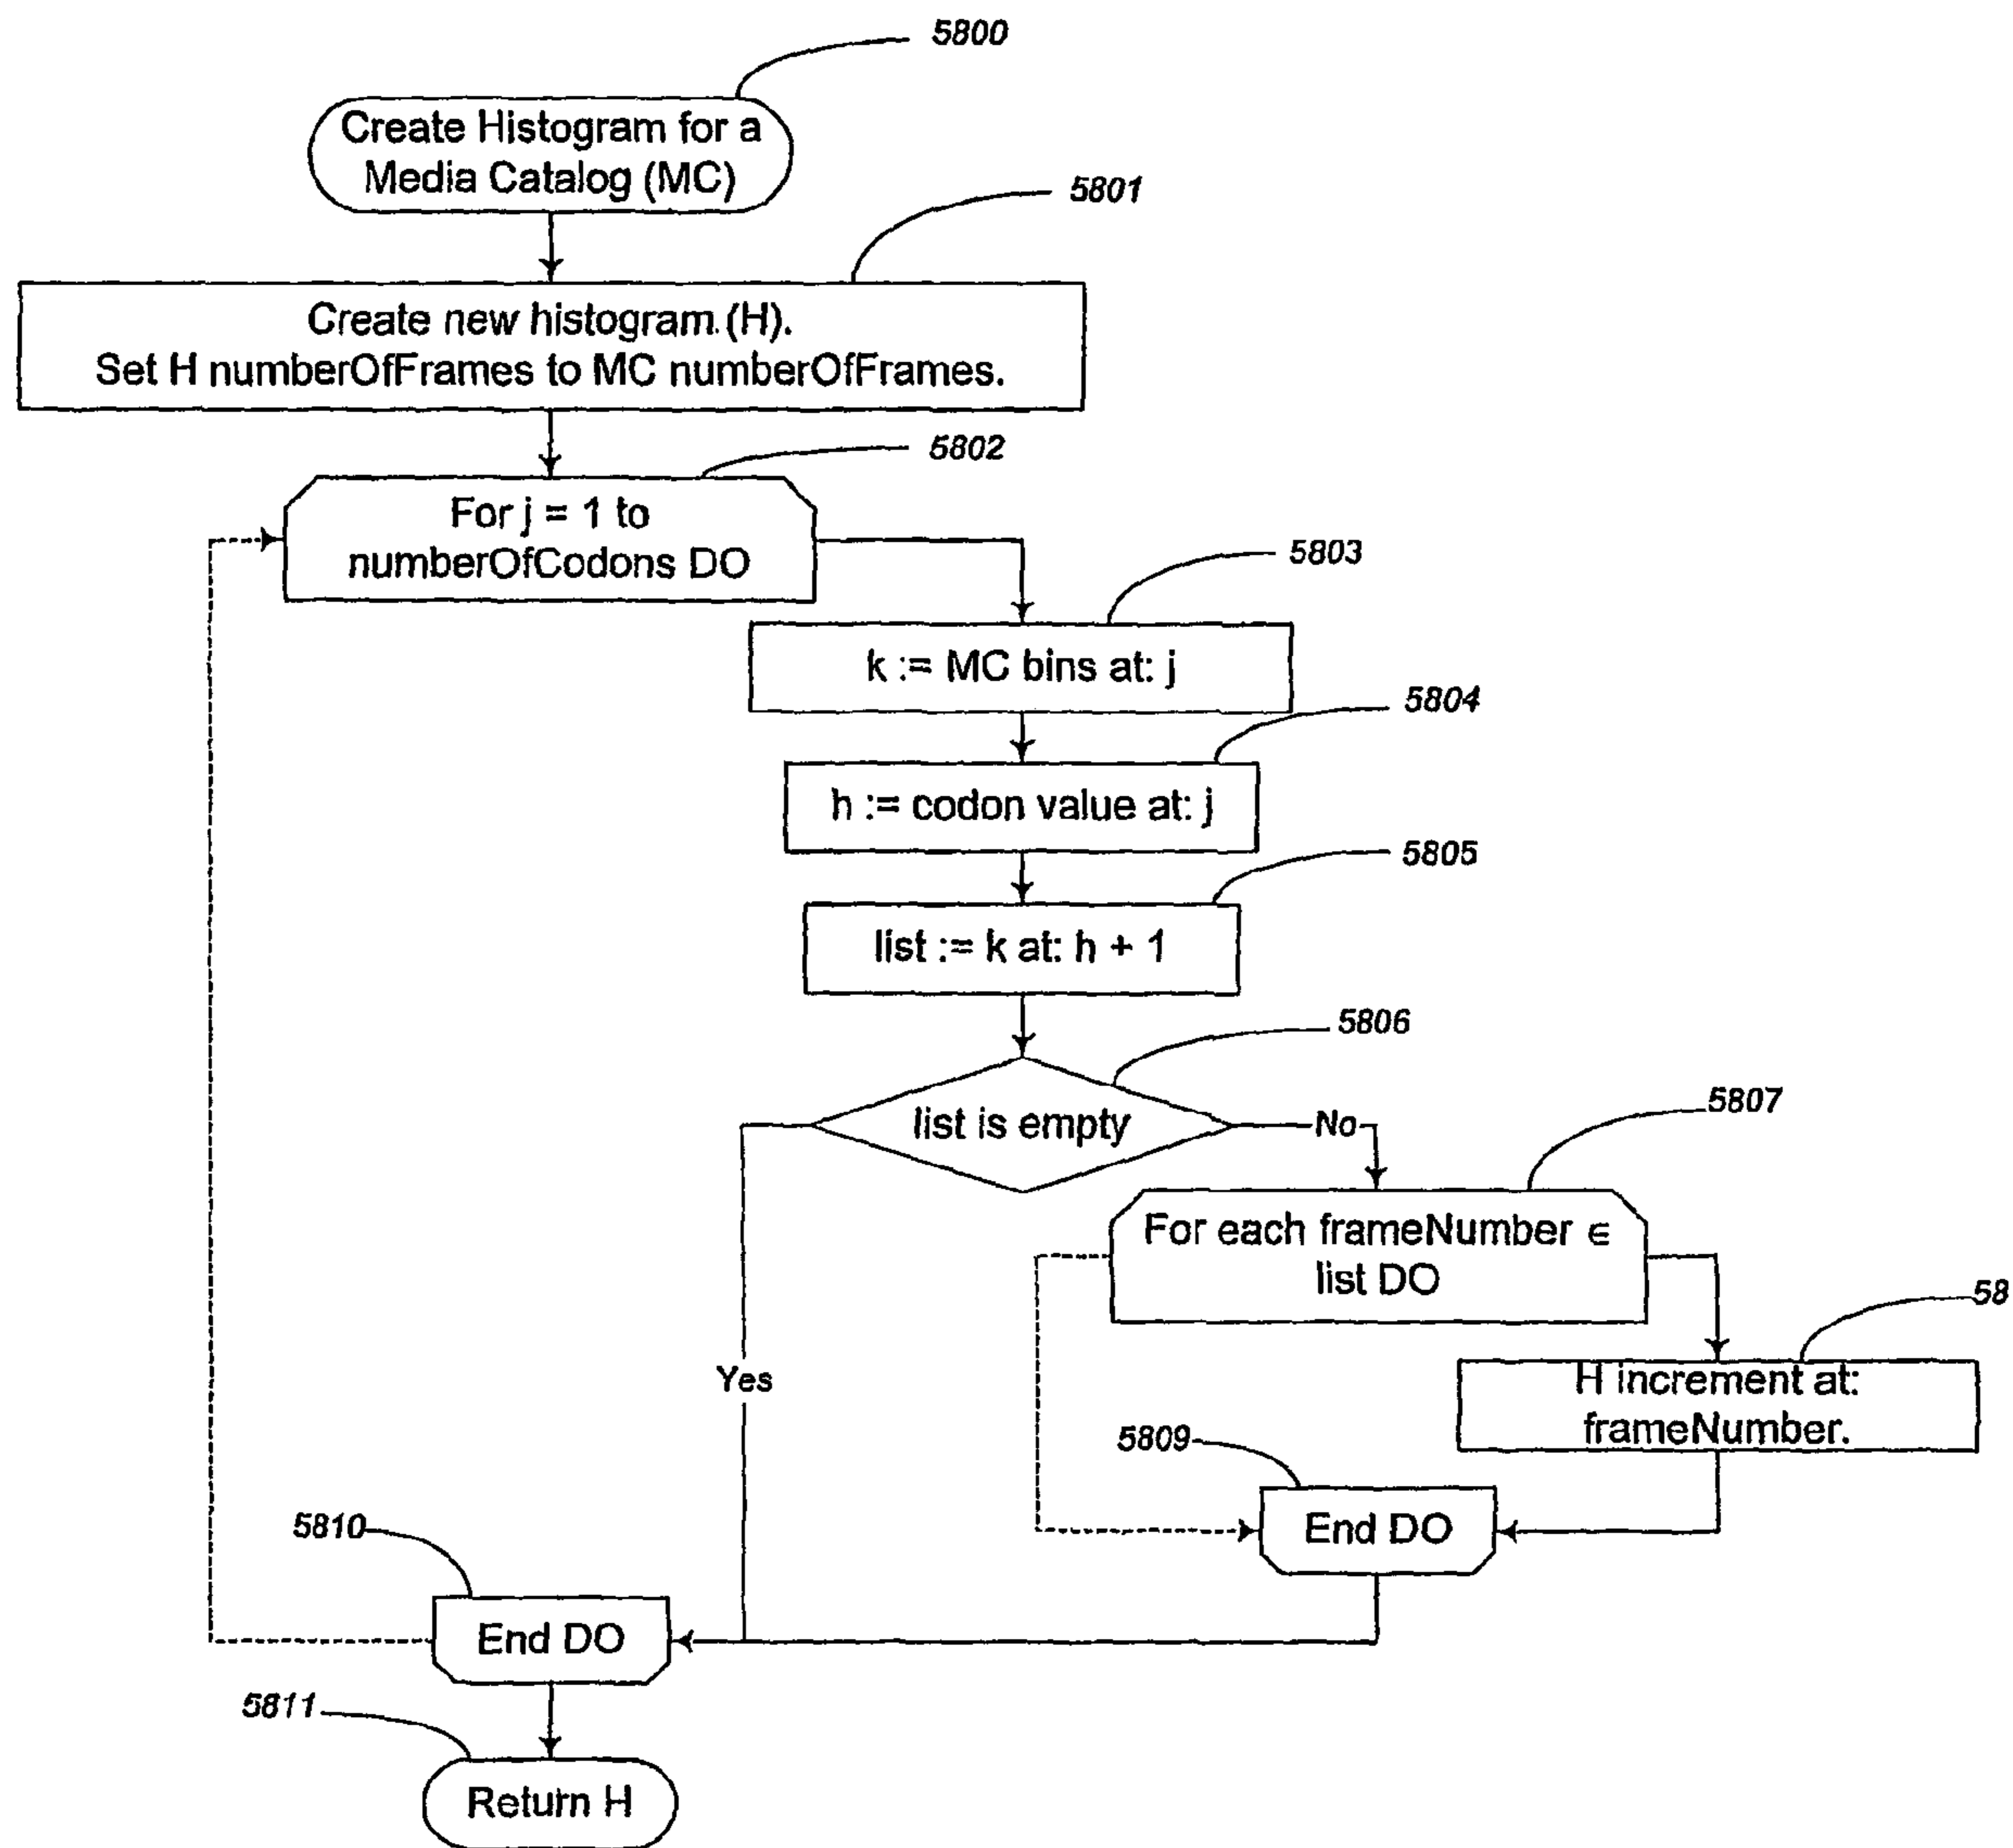 5800
Create Histogram for a
Media Catalog (MC)
5801
Create new histogram (H).
Set H numberOfFrames to MC numberOfFrames.
5802
For j = 1 to
numberOfCodons DO
5803
k := MC bins at: j
5804
h := codon value at: j
5805
list := k at: h + 1
5806
list is empty
No
5807
For each frameNumber ∈
list DO
58
Yes
H increment at:
frameNumber.
5809
End DO
5810
End DO
5811
Return H